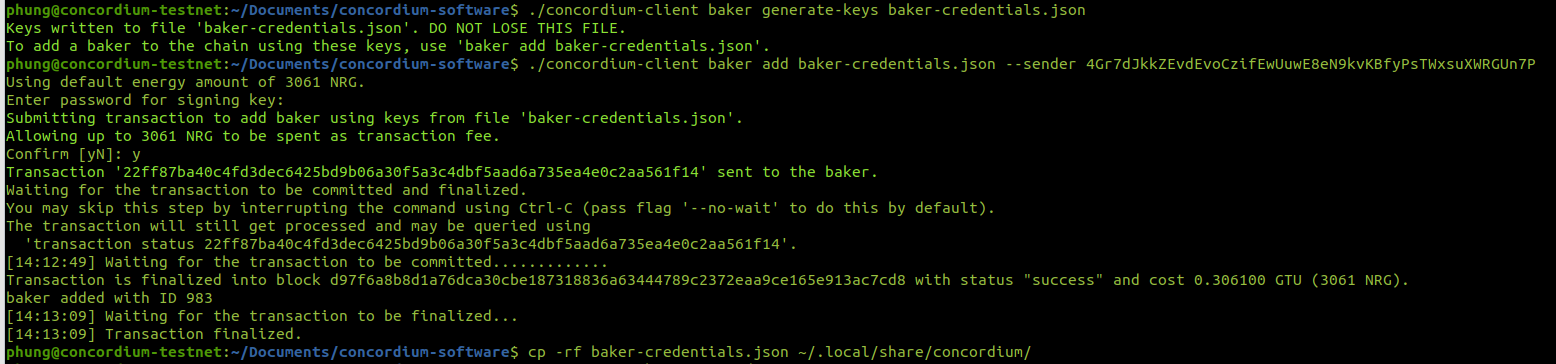 phung@concordium-testnet:~/Documents/concordium-software$ ./concordium-client baker generate-keys baker-credentials.json
Keys written to file 'baker-credentials.json'. DO NOT LOSE THIS FILE.
To add a baker to the chain using these keys, use 'baker add baker-credentials.json'.
phung@concordium-testnet:~/Documents/concordium-software$ ./concordium-client baker add baker-credentials.json --sender 4Gr7dJkkZEvdEvoCzifEwUuwE8eN9kvKBfyPsTWxsuXWRGUn7P
Using default energy amount of 3061 NRG.
Enter password for signing key:
Submitting transaction to add baker using keys from file 'baker-credentials.json'.
Allowing up to 3061 NRG to be spent as transaction fee.
Confirm [yN]: y
Transaction '22ff87ba40c4fd3dec6425bd9b06a30f5a3c4dbf5aad6a735ea4e0c2aa561f14' sent to the baker.
Waiting for the transaction to be committed and finalized.
You may skip this step by interrupting the command using Ctrl-C (pass flag '--no-wait' to do this by default).
The transaction will still get processed and may be queried using
  'transaction status 22ff87ba40c4fd3dec6425bd9b06a30f5a3c4dbf5aad6a735ea4e0c2aa561f14'.
[14:12:49] Waiting for the transaction to be committed.............
Transaction is finalized into block d97f6a8b8d1a76dca30cbe187318836a63444789c2372eaa9ce165e913ac7cd8 with status "success" and cost 0.306100 GTU (3061 NRG).
baker added with ID 983
[14:13:09] Waiting for the transaction to be finalized...
[14:13:09] Transaction finalized.
phung@concordium-testnet:~/Documents/concordium-software$ cp -rf baker-credentials.json ~/.local/share/concordium/